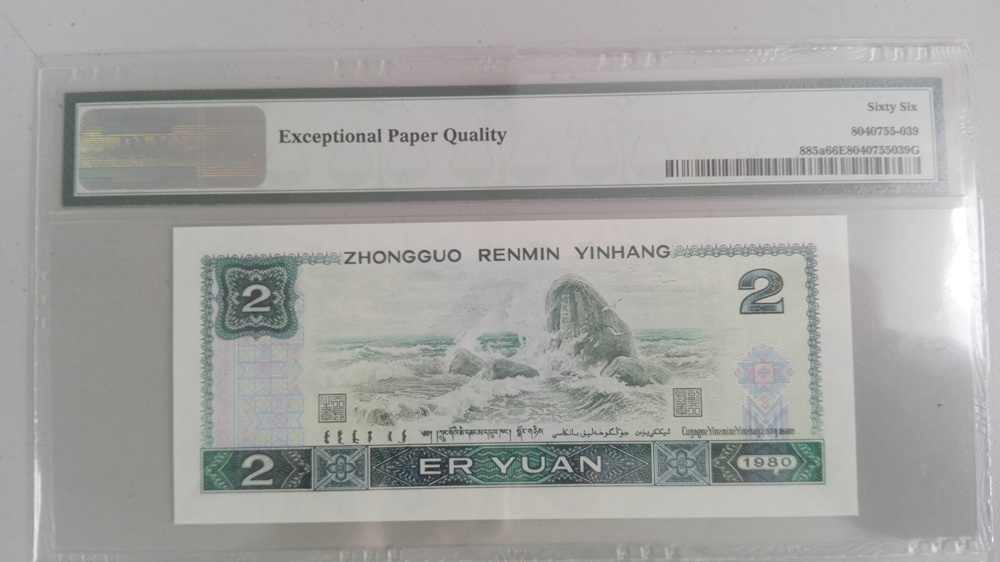 Sixty Six
Exceptional Paper Quality
8040755-039
885a66E8040755039G
ZHONGGUO RENMIN YINHANG
2
2
2
ER YUAN
1980